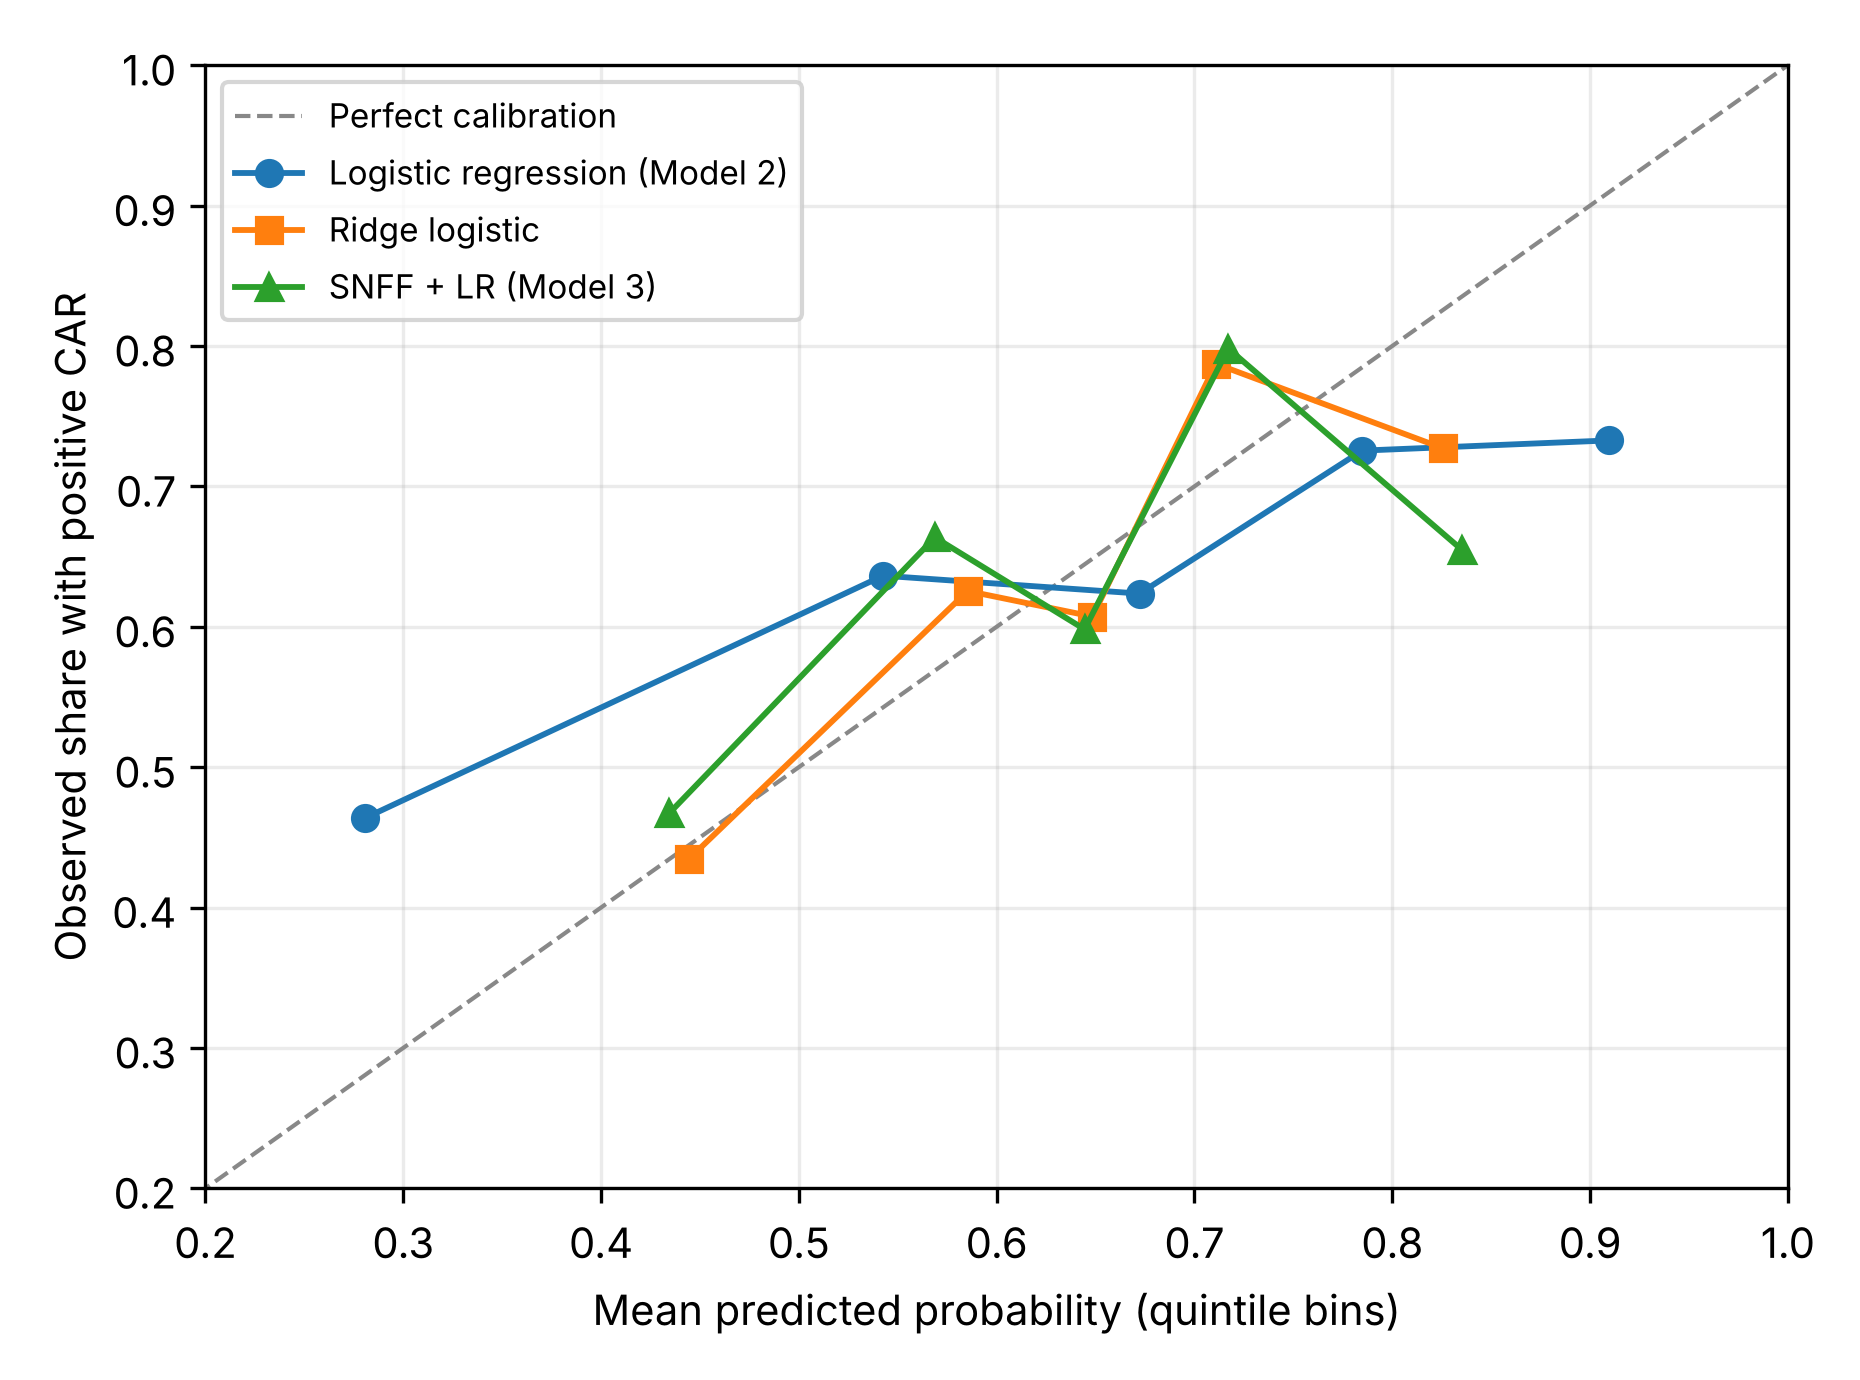 Perfect calibration
Logistic regression (Model 2)
Ridge logistic
SNFF + LR (Model 3)
Observed share with positive CAR
1.0
0.9
0.8
0.7
0.6
0.5
0.4
0.3
0.2
0.2 0.3 0.4 0.5 0.6 0.7 0.8 0.9 1.0
Mean predicted probability (quintile bins)